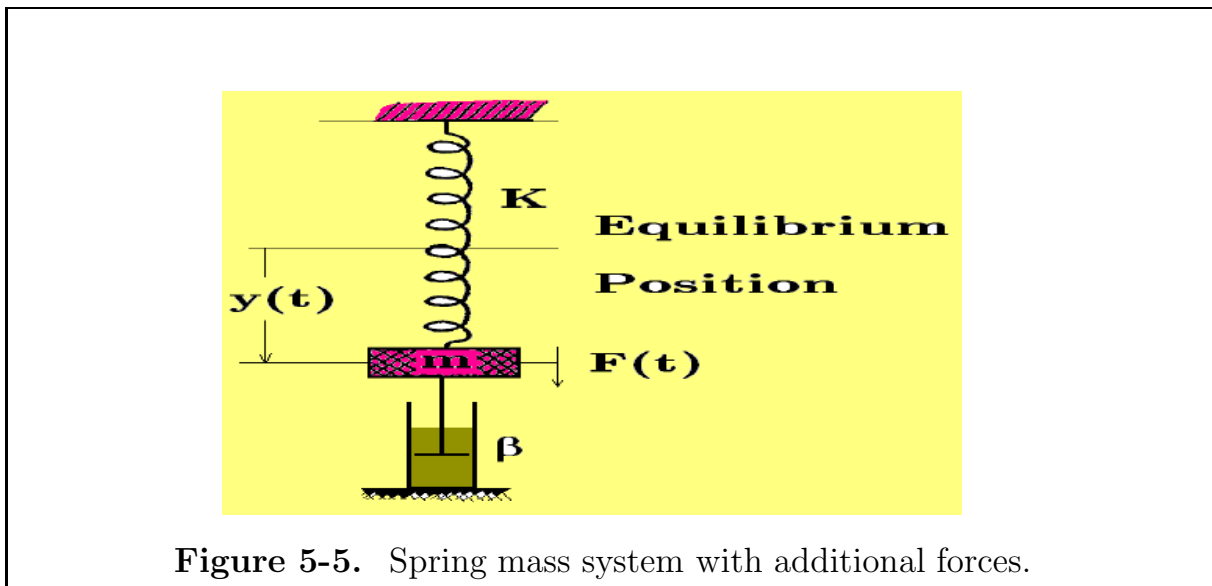 K
Equilibrium
Position
y(t)
m
F(t)
β
Figure 5-5. Spring mass system with additional forces.